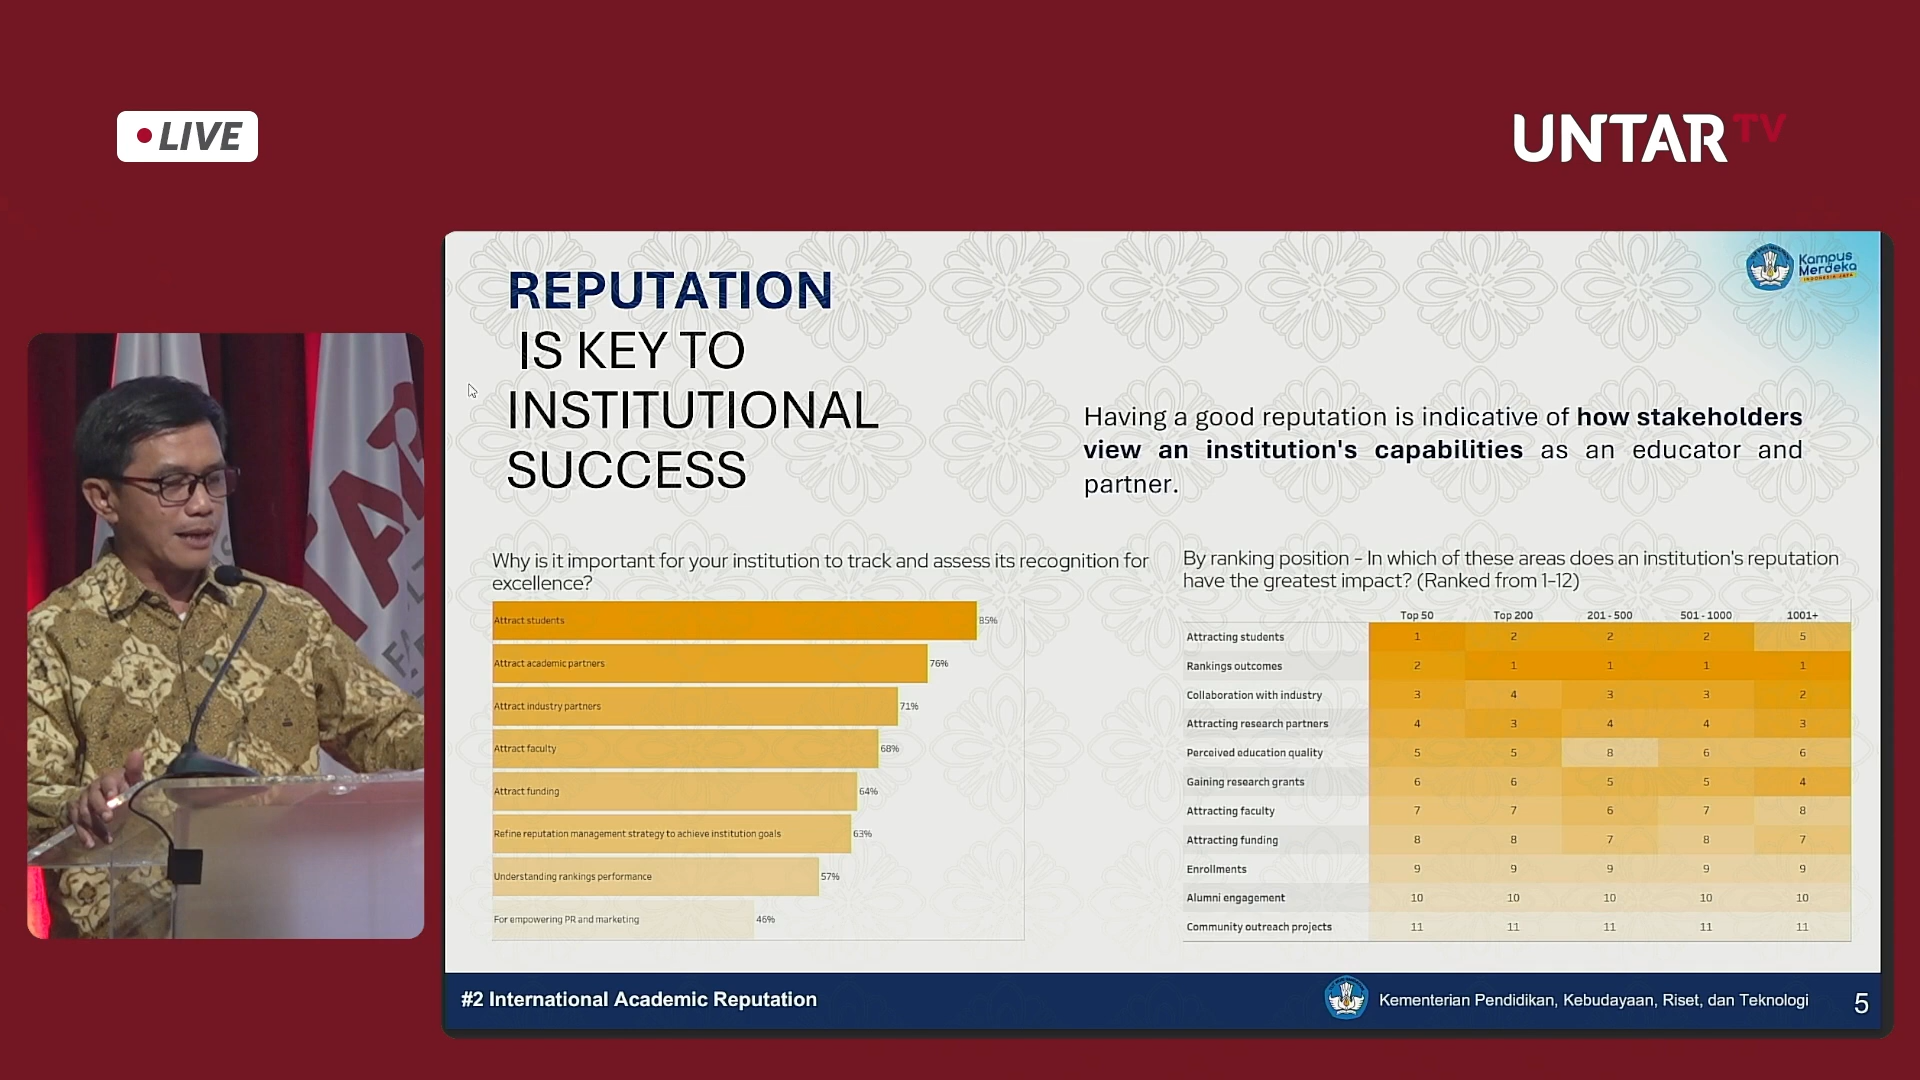 LIVE
UNTAR TV
Kampus
Merdeka
INDONESIA JAYA
REPUTATION
IS KEY TO
INSTITUTIONAL
SUCCESS
Having a good reputation is indicative of how stakeholders
view an institution's capabilities as an educator and
partner.
Why is it important for your institution to track and assess its recognition for
excellence?
Attract students 85%
Attract academic partners 76%
Attract industry partners 71%
Attract faculty 68%
Attract funding 64%
Refine reputation management strategy to achieve institution goals 63%
Understanding rankings performance 57%
For empowering PR and marketing 46%
By ranking position - In which of these areas does an institution's reputation
have the greatest impact? (Ranked from 1-12)
Top 50 Top 200 201 - 500 501 - 1000 1001+
Attracting students 1 2 2 2 5
Rankings outcomes 2 1 1 1 1
Collaboration with industry 3 4 3 3 2
Attracting research partners 4 3 4 4 3
Perceived education quality 5 5 8 6 6
Gaining research grants 6 6 5 5 4
Attracting faculty 7 7 6 7 8
Attracting funding 8 8 7 8 7
Enrollments 9 9 9 9 9
Alumni engagement 10 10 10 10 10
Community outreach projects 11 11 11 11 11
#2 International Academic Reputation
Kementerian Pendidikan, Kebudayaan, Riset, dan Teknologi
5